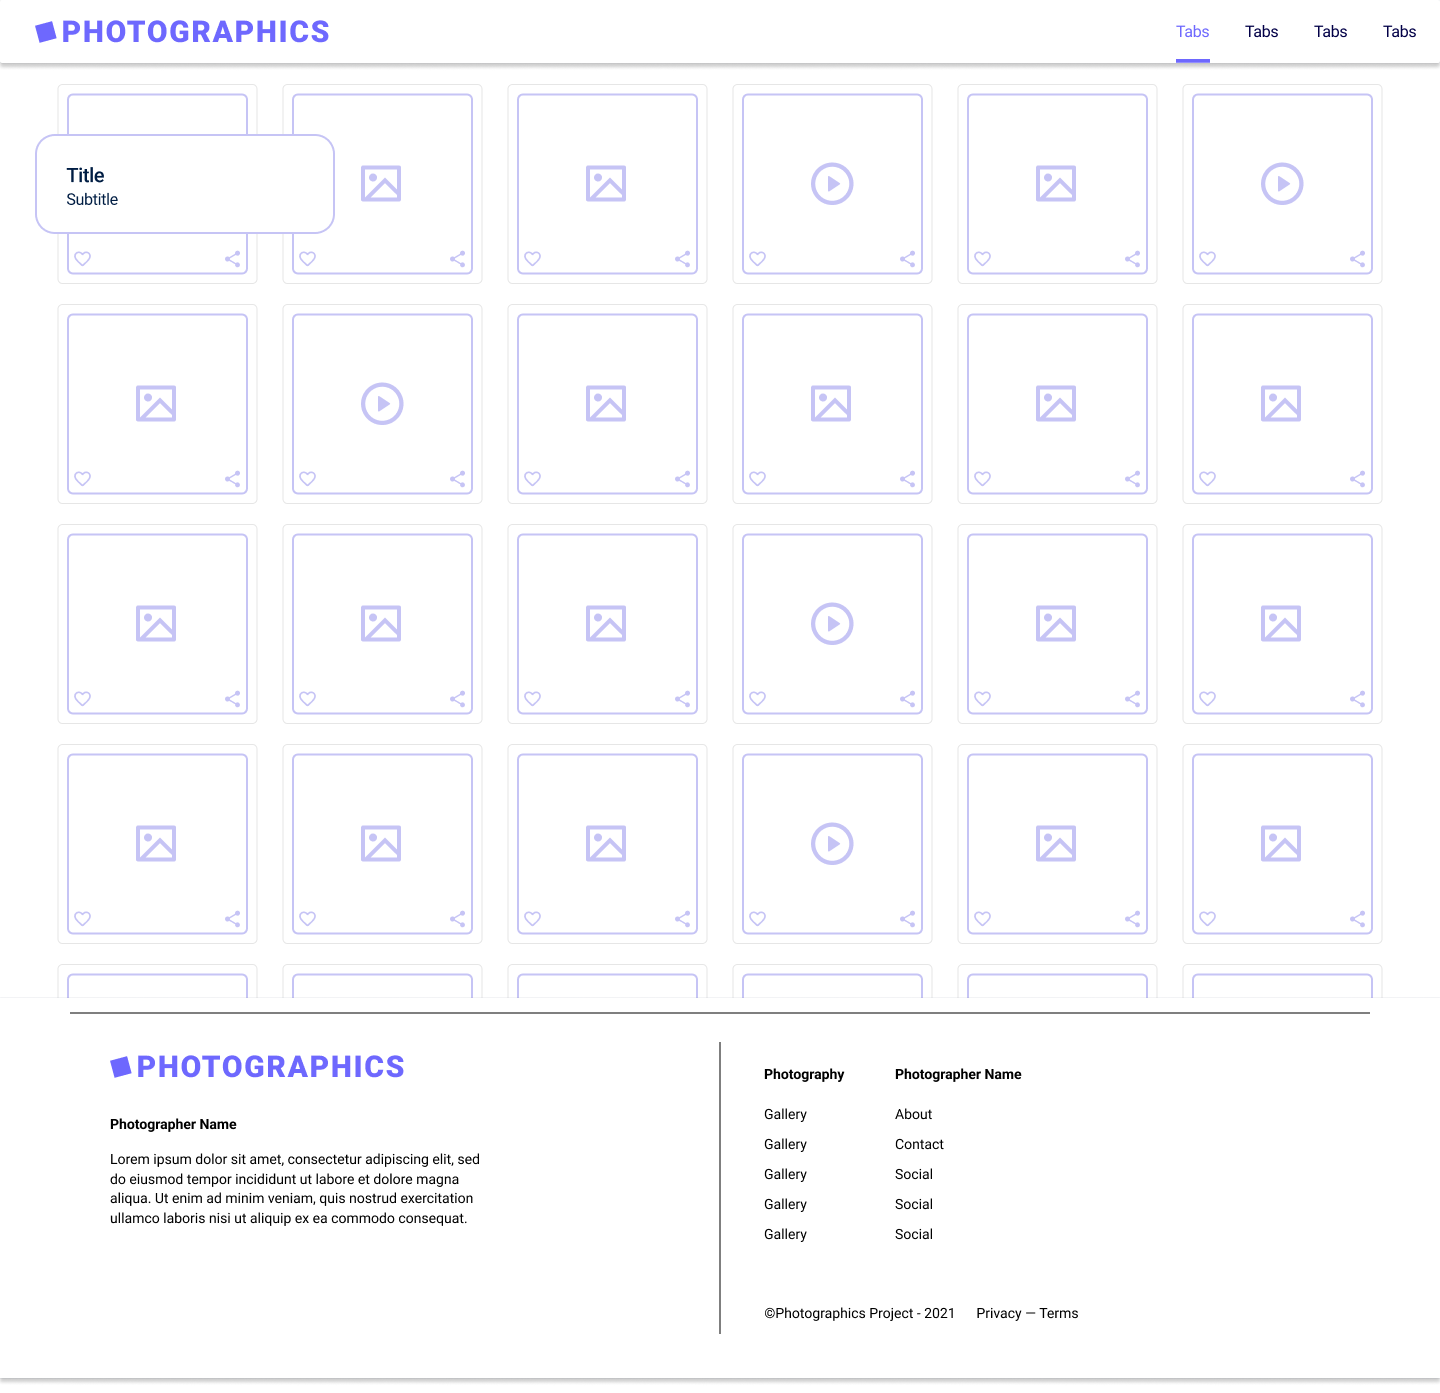 PHOTOGRAPHICS
Tabs Tabs Tabs Tabs
Title
Subtitle
PHOTOGRAPHICS
Photographer Name
Lorem ipsum dolor sit amet, consectetur adipiscing elit, sed
do eiusmod tempor incididunt ut labore et dolore magna
aliqua. Ut enim ad minim veniam, quis nostrud exercitation
ullamco laboris nisi ut aliquip ex ea commodo consequat.
Photography
Gallery
Gallery
Gallery
Gallery
Gallery
Photographer Name
About
Contact
Social
Social
Social
©Photographics Project - 2021 Privacy — Terms